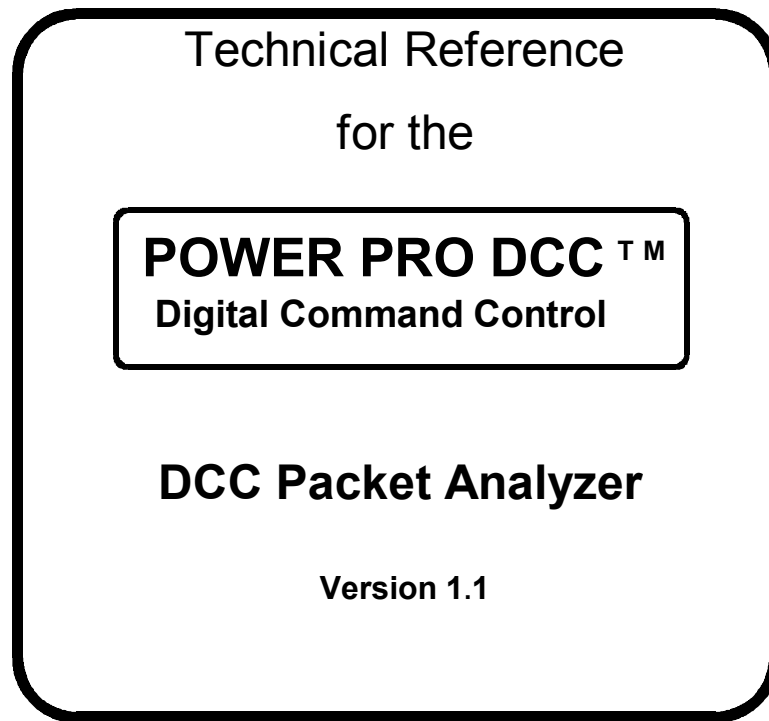 Technical Reference
for the
POWER PRO DCC TM
Digital Command Control
DCC Packet Analyzer
Version 1.1